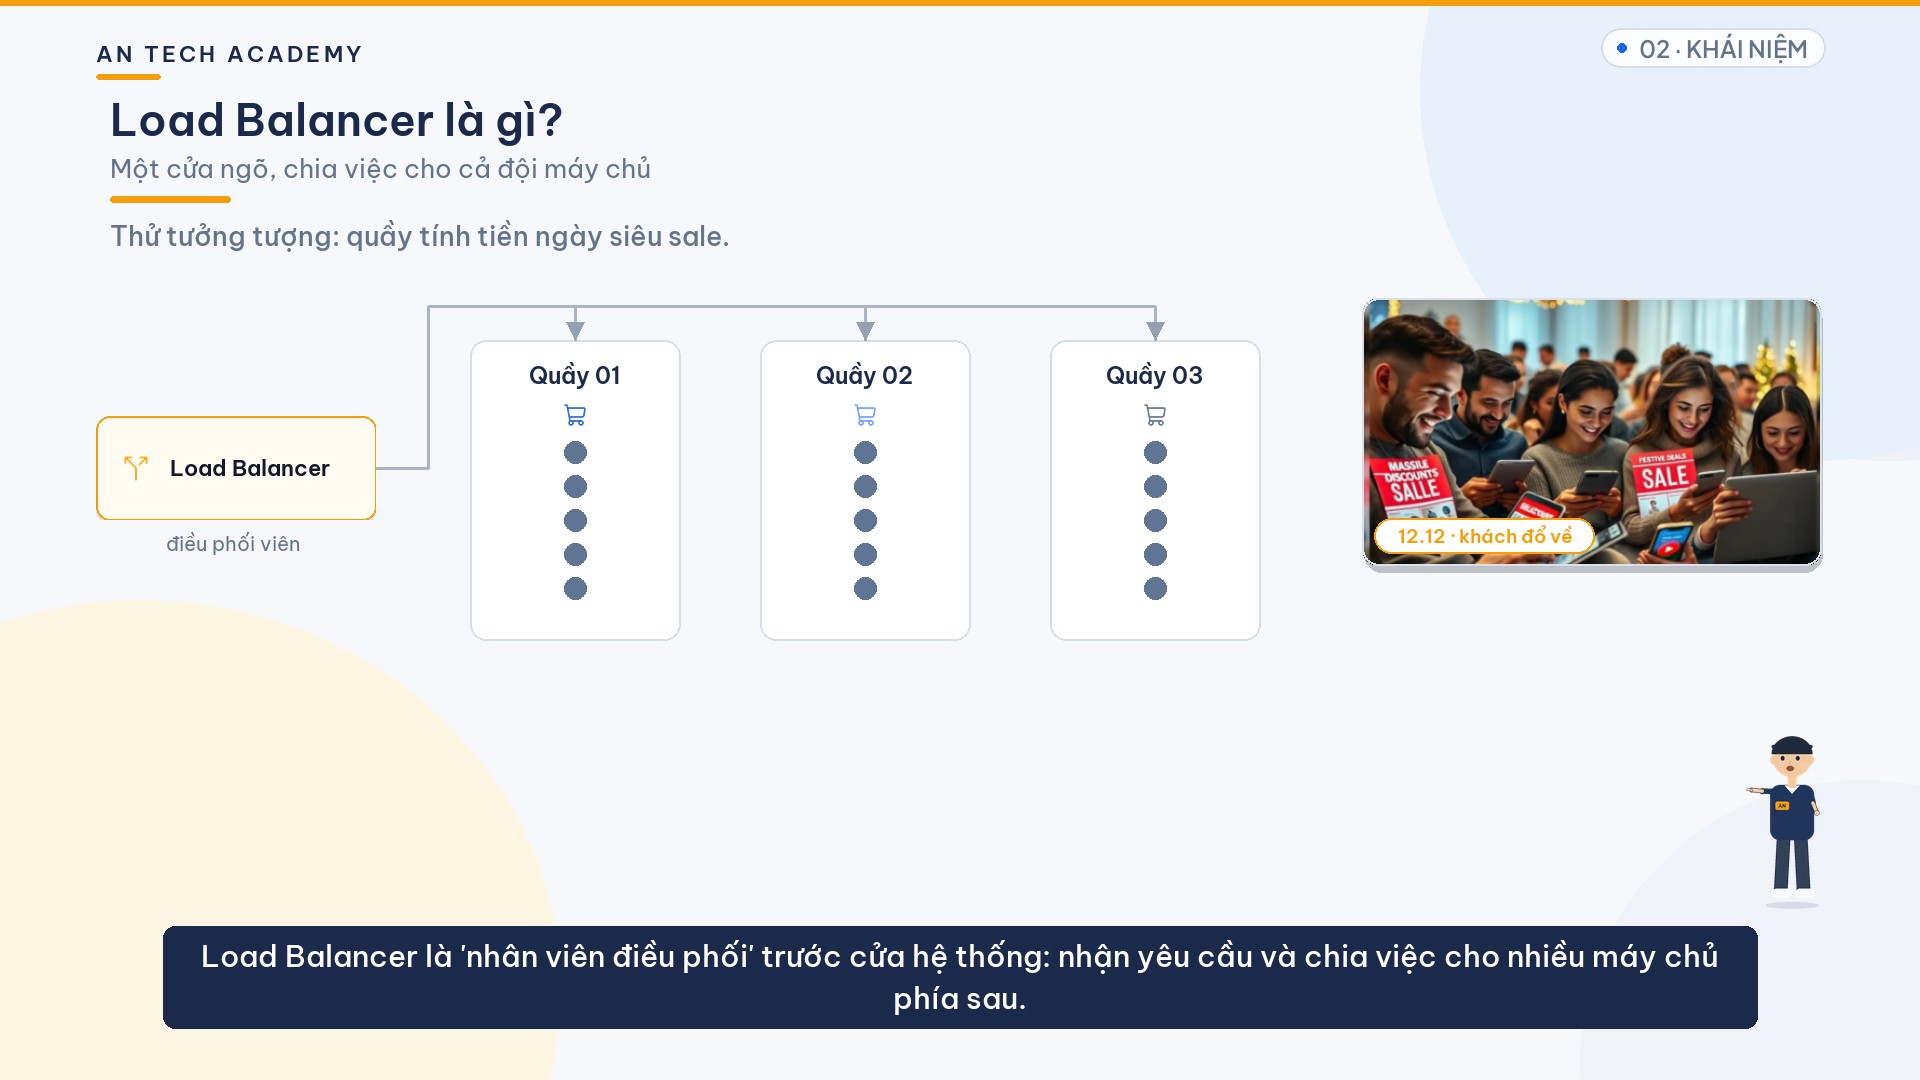 AN TECH ACADEMY
02 · KHÁI NIỆM
Load Balancer là gì?
Một cửa ngõ, chia việc cho cả đội máy chủ
Thử tưởng tượng: quầy tính tiền ngày siêu sale.
Load Balancer
điều phối viên
Quầy 01
Quầy 02
Quầy 03
MASSILE
DISCOUNTS
SALLE
FESTIVE DEALS
SALE
12.12 · khách đổ về
AN
Load Balancer là 'nhân viên điều phối' trước cửa hệ thống: nhận yêu cầu và chia việc cho nhiều máy chủ
phía sau.